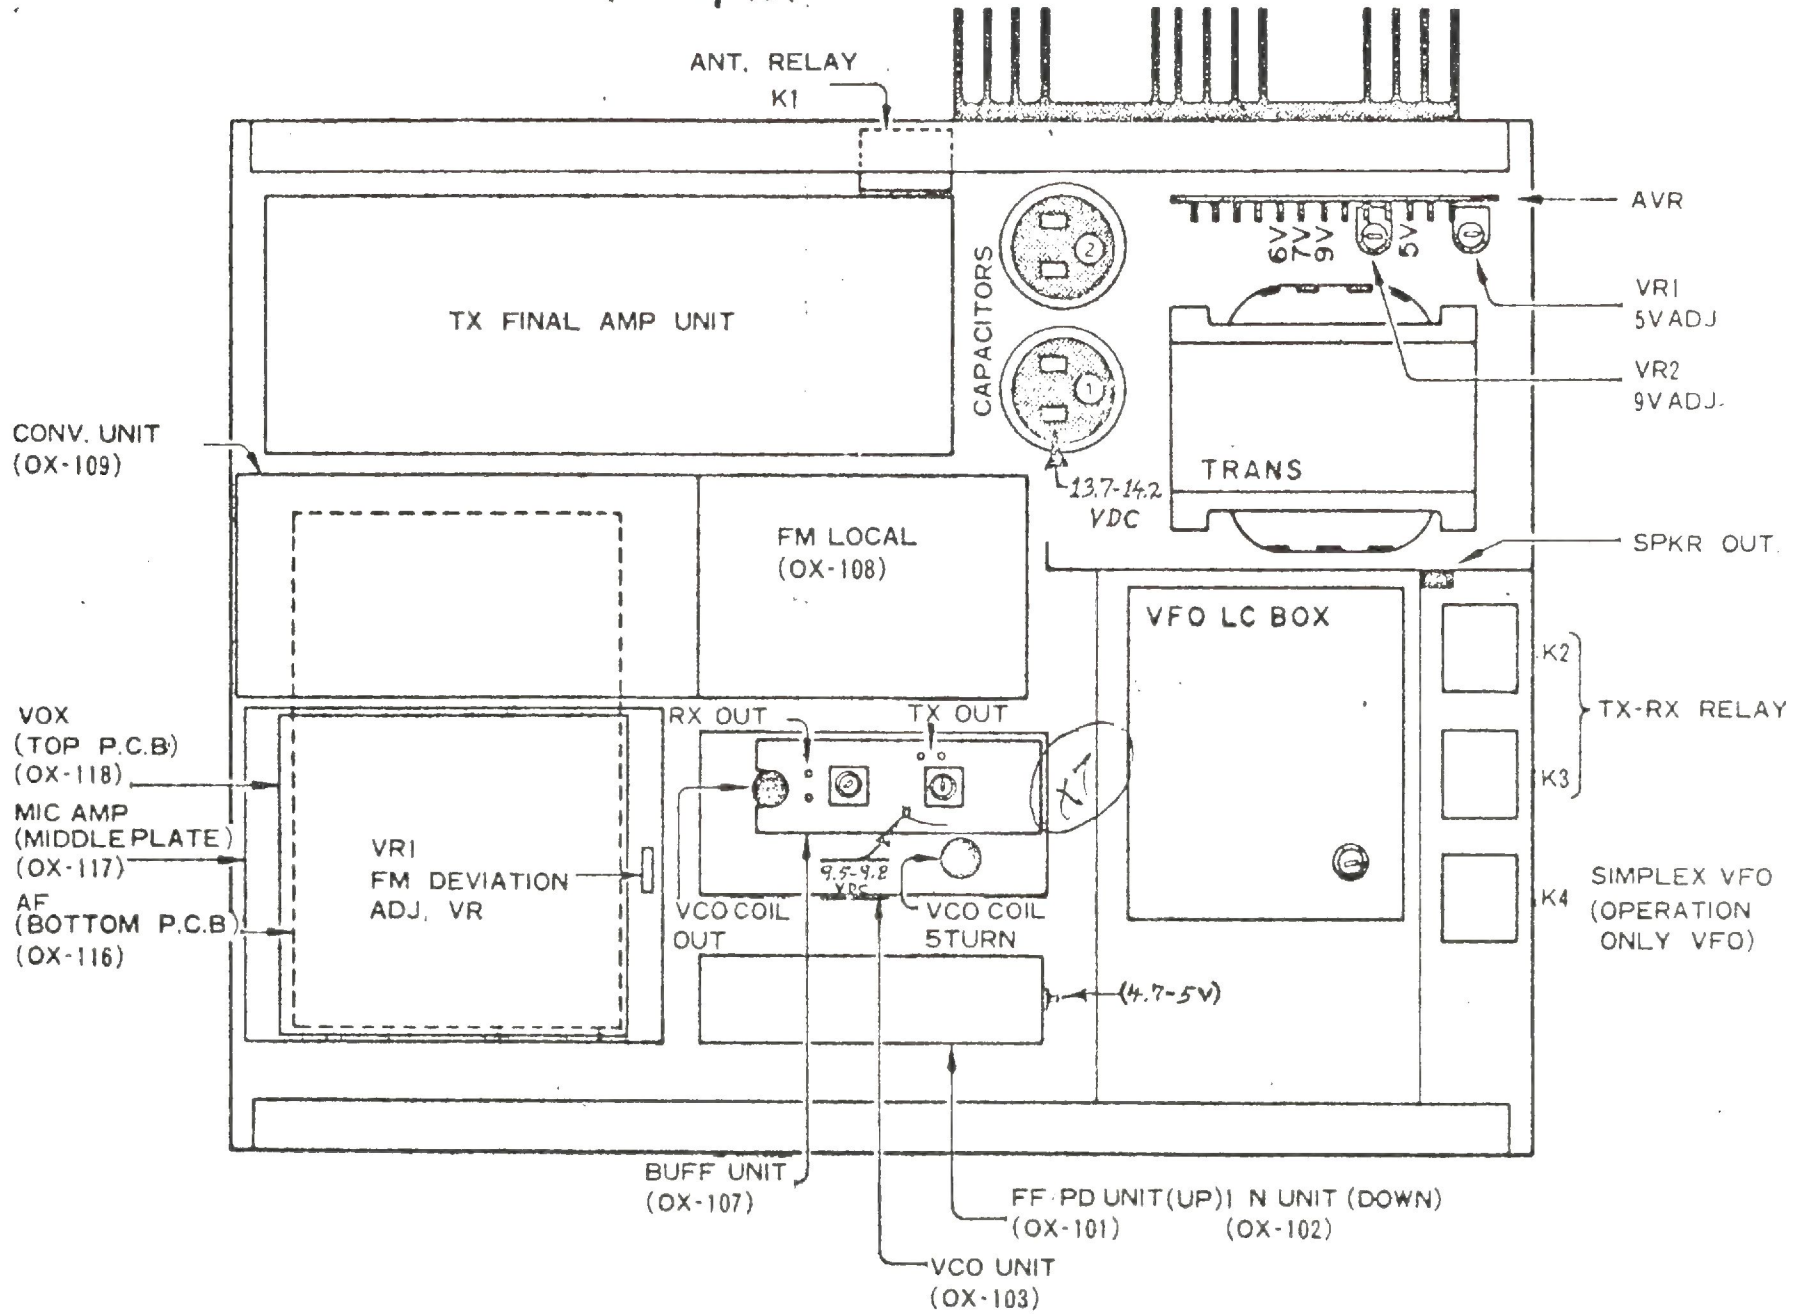 ANT. RELAY
K1
AVR
6V
7V
9V
5V
VR1
5V ADJ
VR2
9V ADJ.
CAPACITORS
2
1
TX FINAL AMP UNIT
TRANS
13.7-14.2
VDC
CONV. UNIT
(OX-109)
FM LOCAL
(OX-108)
SPKR OUT.
VFO LC BOX
K2
TX-RX RELAY
K3
K4
SIMPLEX VFO
(OPERATION
ONLY VFO)
VOX
(TOP P.C.B)
(OX-118)
MIC AMP
(MIDDLE PLATE)
(OX-117)
AF
(BOTTOM P.C.B)
(OX-116)
VR1
FM DEVIATION
ADJ. VR
RX OUT
TX OUT
9.5-9.8
VDC
VCO COIL
OUT
VCO COIL
5TURN
(4.7-5V)
BUFF UNIT
(OX-107)
FF·PD UNIT(UP)
(OX-101)
N UNIT (DOWN)
(OX-102)
VCO UNIT
(OX-103)